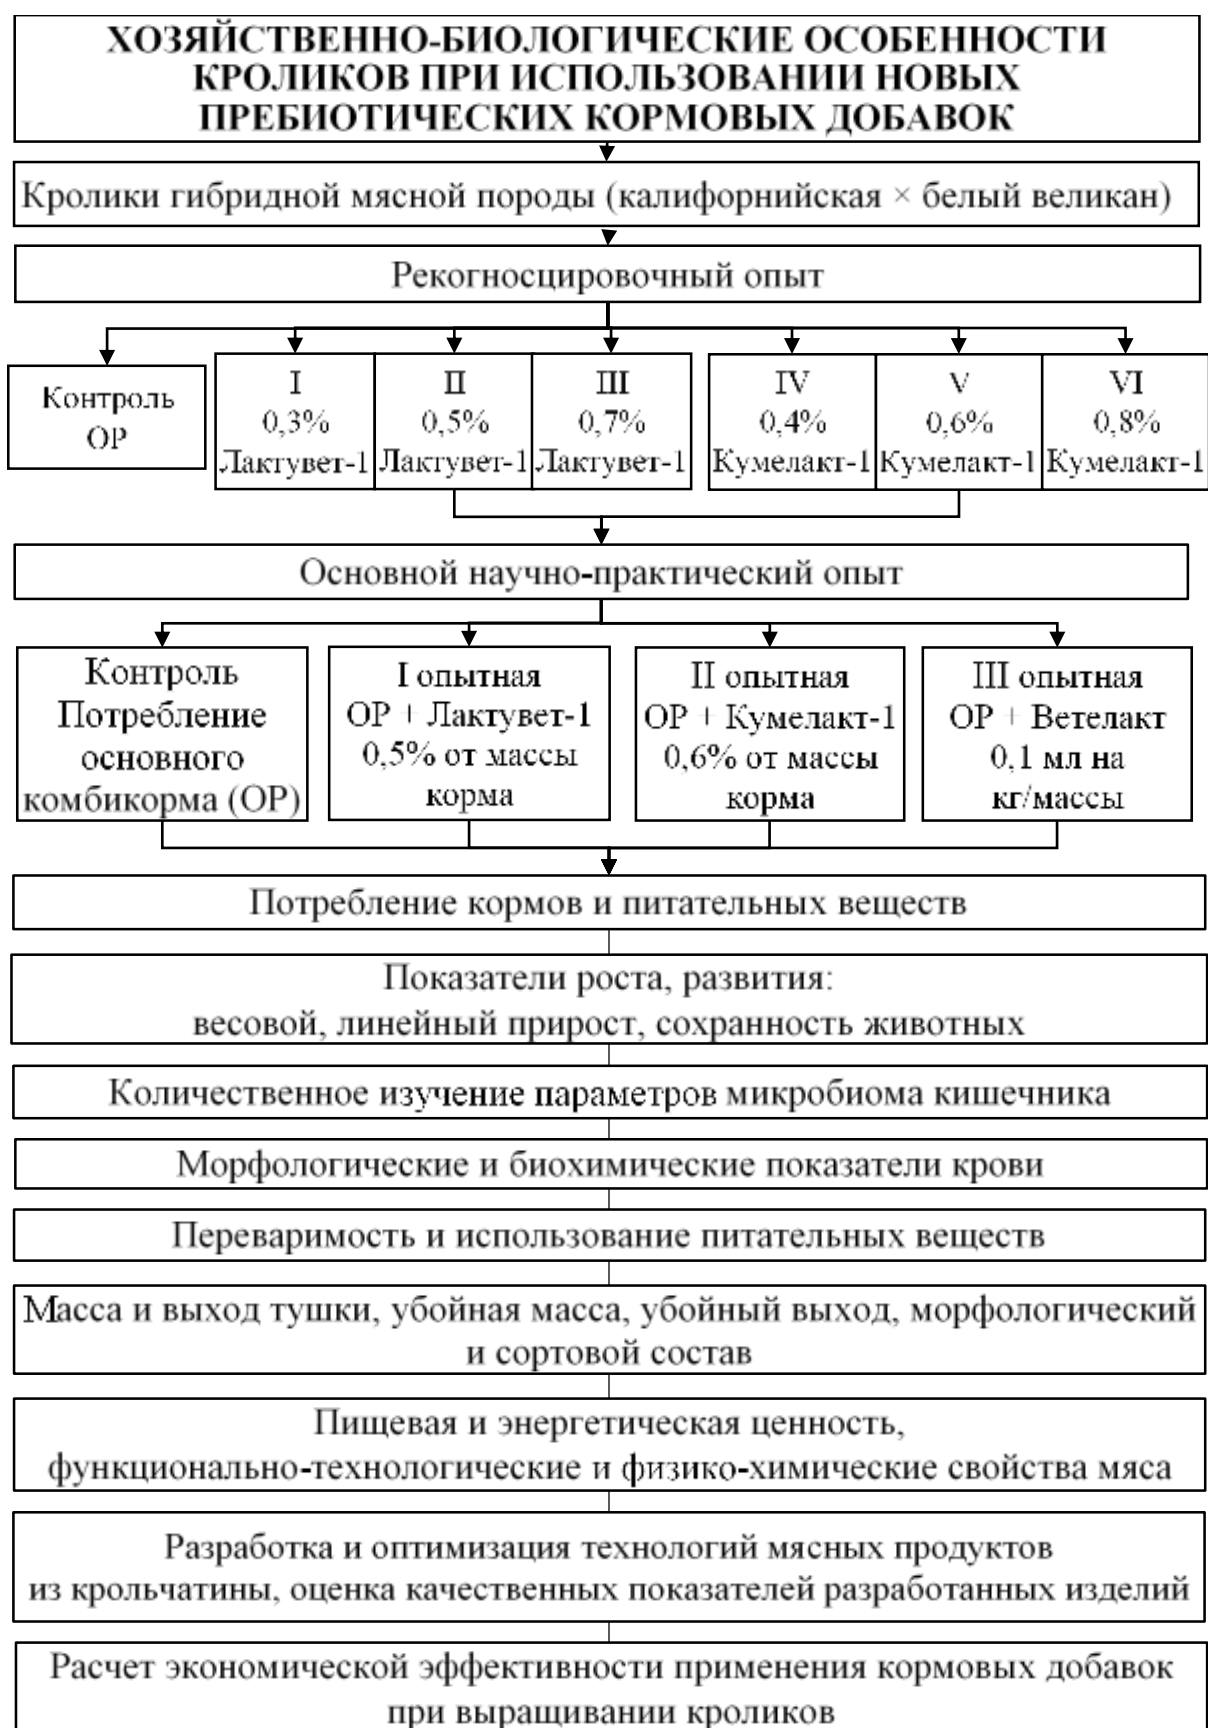 ХОЗЯЙСТВЕННО-БИОЛОГИЧЕСКИЕ ОСОБЕННОСТИ
КРОЛИКОВ ПРИ ИСПОЛЬЗОВАНИИ НОВЫХ
ПРЕБИОТИЧЕСКИХ КОРМОВЫХ ДОБАВОК
Кролики гибридной мясной породы (калифорнийская × белый великан)
Рекогносцировочный опыт
Контроль
ОР
I
0,3%
Лактувет-1
II
0,5%
Лактувет-1
III
0,7%
Лактувет-1
IV
0,4%
Кумелакт-1
V
0,6%
Кумелакт-1
VI
0,8%
Кумелакт-1
Основной научно-практический опыт
Контроль
Потребление
основного
комбикорма (ОР)
I опытная
ОР + Лактувет-1
0,5% от массы
корма
II опытная
ОР + Кумелакт-1
0,6% от массы
корма
III опытная
ОР + Ветелакт
0,1 мл на
кг/массы
Потребление кормов и питательных веществ
Показатели роста, развития:
весовой, линейный прирост, сохранность животных
Количественное изучение параметров микробиома кишечника
Морфологические и биохимические показатели крови
Переваримость и использование питательных веществ
Масса и выход тушки, убойная масса, убойный выход, морфологический
и сортовой состав
Пищевая и энергетическая ценность,
функционально-технологические и физико-химические свойства мяса
Разработка и оптимизация технологий мясных продуктов
из крольчатины, оценка качественных показателей разработанных изделий
Расчет экономической эффективности применения кормовых добавок
при выращивании кроликов